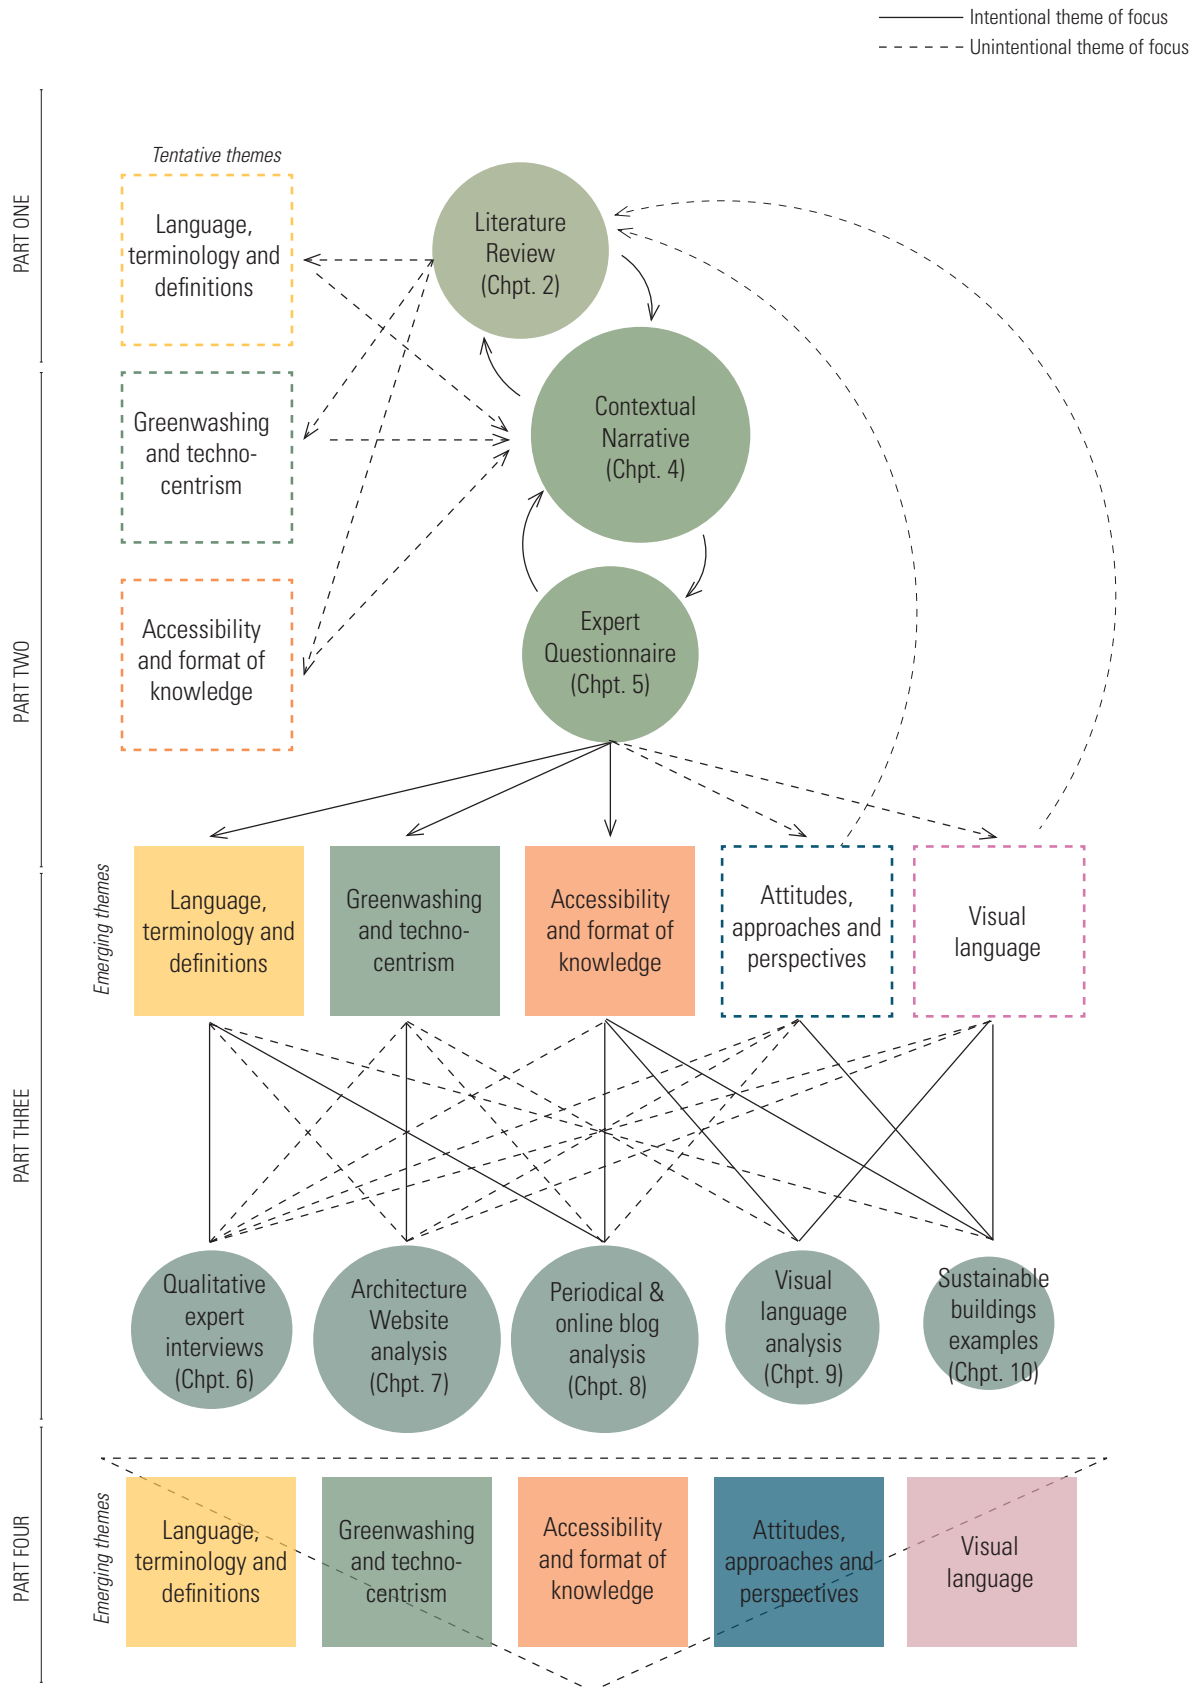 Intentional theme of focus
Unintentional theme of focus
PART ONE
Tentative themes
Language,
terminology and
definitions
Literature
Review
(Chpt. 2)
PART TWO
Greenwashing
and techno-
centrism
Contextual
Narrative
(Chpt. 4)
Accessibility
and format of
knowledge
Expert
Questionnaire
(Chpt. 5)
PART THREE
Emerging themes
Language,
terminology and
definitions
Greenwashing
and techno-
centrism
Accessibility
and format of
knowledge
Attitudes,
approaches and
perspectives
Visual
language
Qualitative
expert
interviews
(Chpt. 6)
Architecture
Website
analysis
(Chpt. 7)
Periodical &
online blog
analysis
(Chpt. 8)
Visual
language
analysis
(Chpt. 9)
Sustainable
buildings
examples
(Chpt. 10)
PART FOUR
Emerging themes
Language,
terminology and
definitions
Greenwashing
and techno-
centrism
Accessibility
and format of
knowledge
Attitudes,
approaches and
perspectives
Visual
language